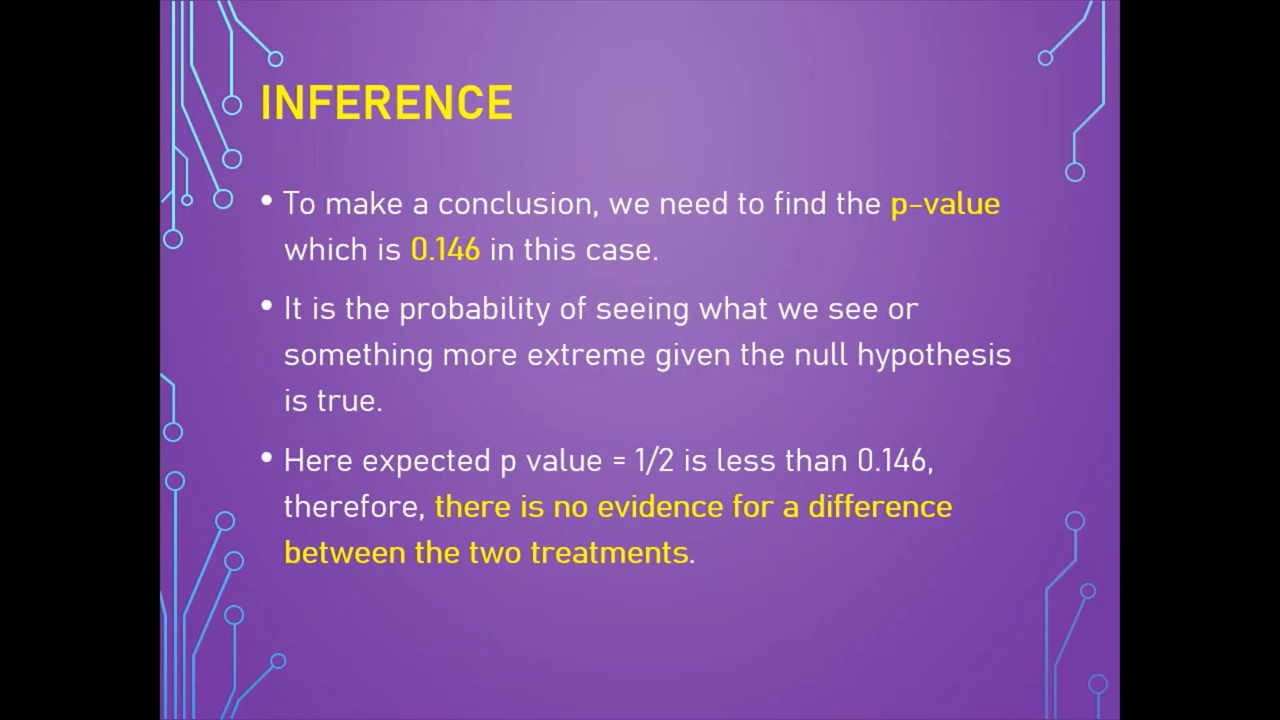 INFERENCE
• To make a conclusion, we need to find the p-value
which is 0.146 in this case.
• It is the probability of seeing what we see or
something more extreme given the null hypothesis
is true.
• Here expected p value = 1/2 is less than 0.146,
therefore, there is no evidence for a difference
between the two treatments.